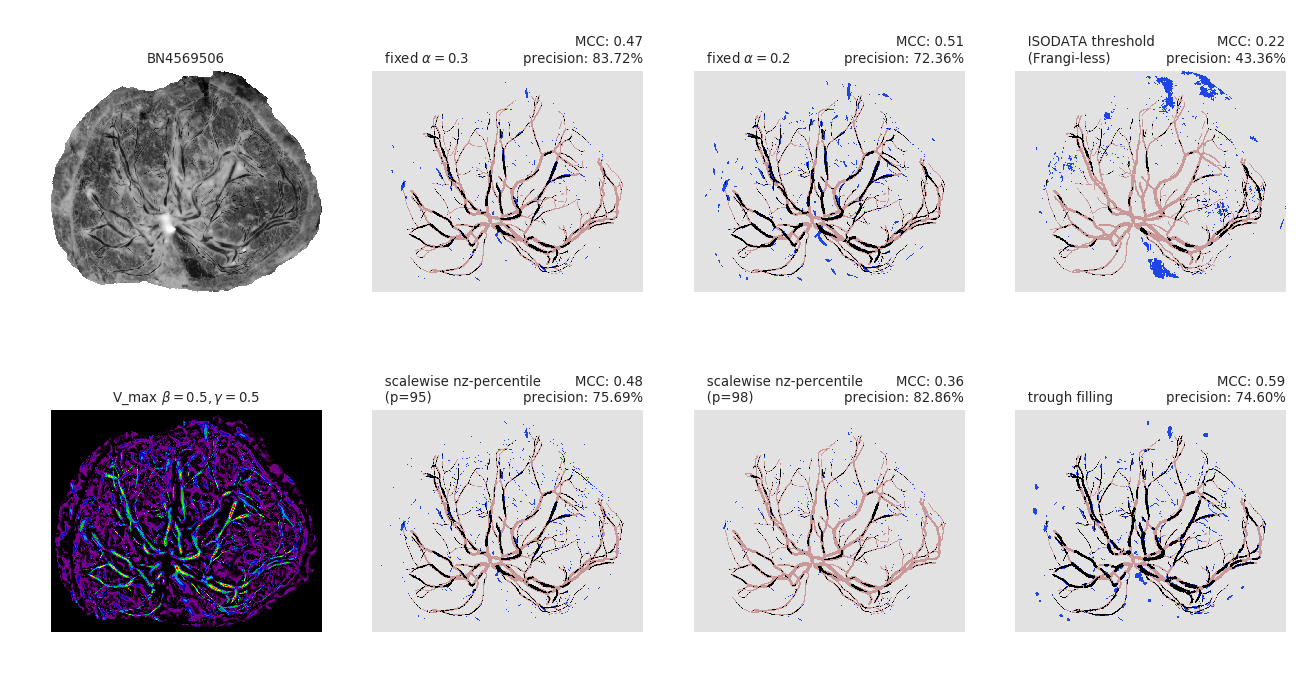 BN4569506
MCC: 0.47
fixed α = 0.3 precision: 83.72%
MCC: 0.51
fixed α = 0.2 precision: 72.36%
ISODATA threshold MCC: 0.22
(Frangi-less) precision: 43.36%
V_max β = 0.5, γ = 0.5
scalewise nz-percentile MCC: 0.48
(p=95) precision: 75.69%
scalewise nz-percentile MCC: 0.36
(p=98) precision: 82.86%
MCC: 0.59
trough filling precision: 74.60%